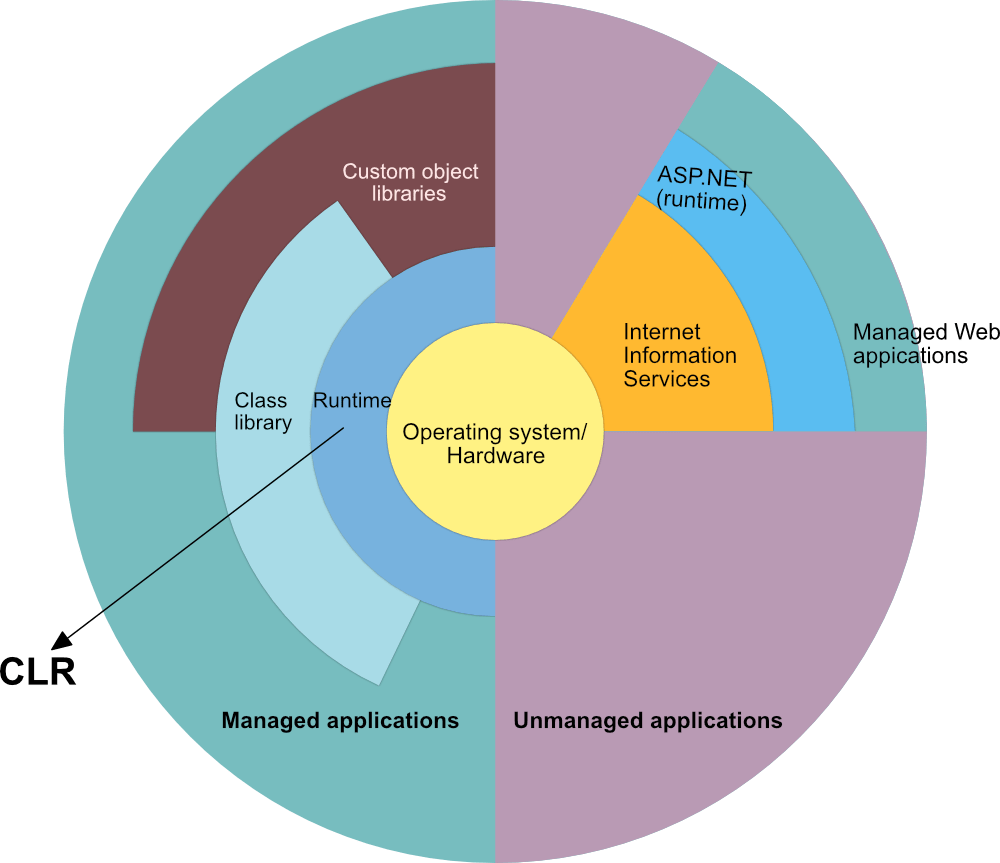 Custom object
libraries
ASP.NET
(runtime)
Internet
Information
Services
Managed Web
appications
Class
library
Runtime
Operating system/
Hardware
CLR
Managed applications
Unmanaged applications